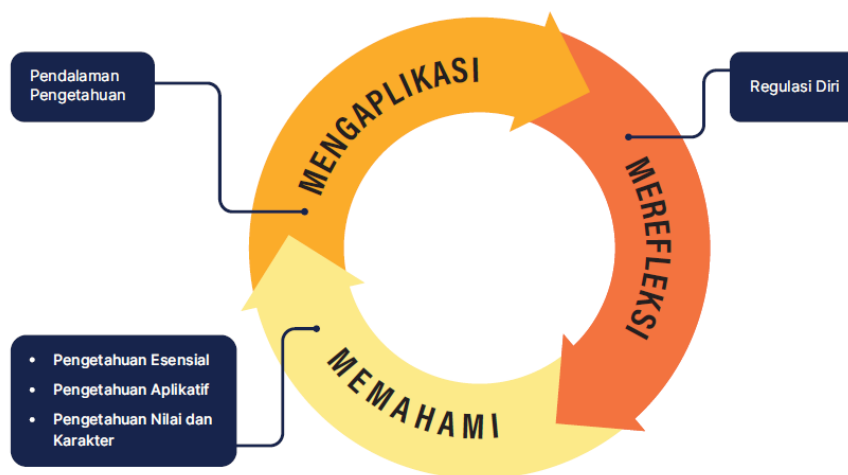 Pendalaman
Pengetahuan
MENGAPLIKASI
Regulasi Diri
MEREFLEKSI
• Pengetahuan Esensial
• Pengetahuan Aplikatif
• Pengetahuan Nilai dan
Karakter
MEMAHAMI